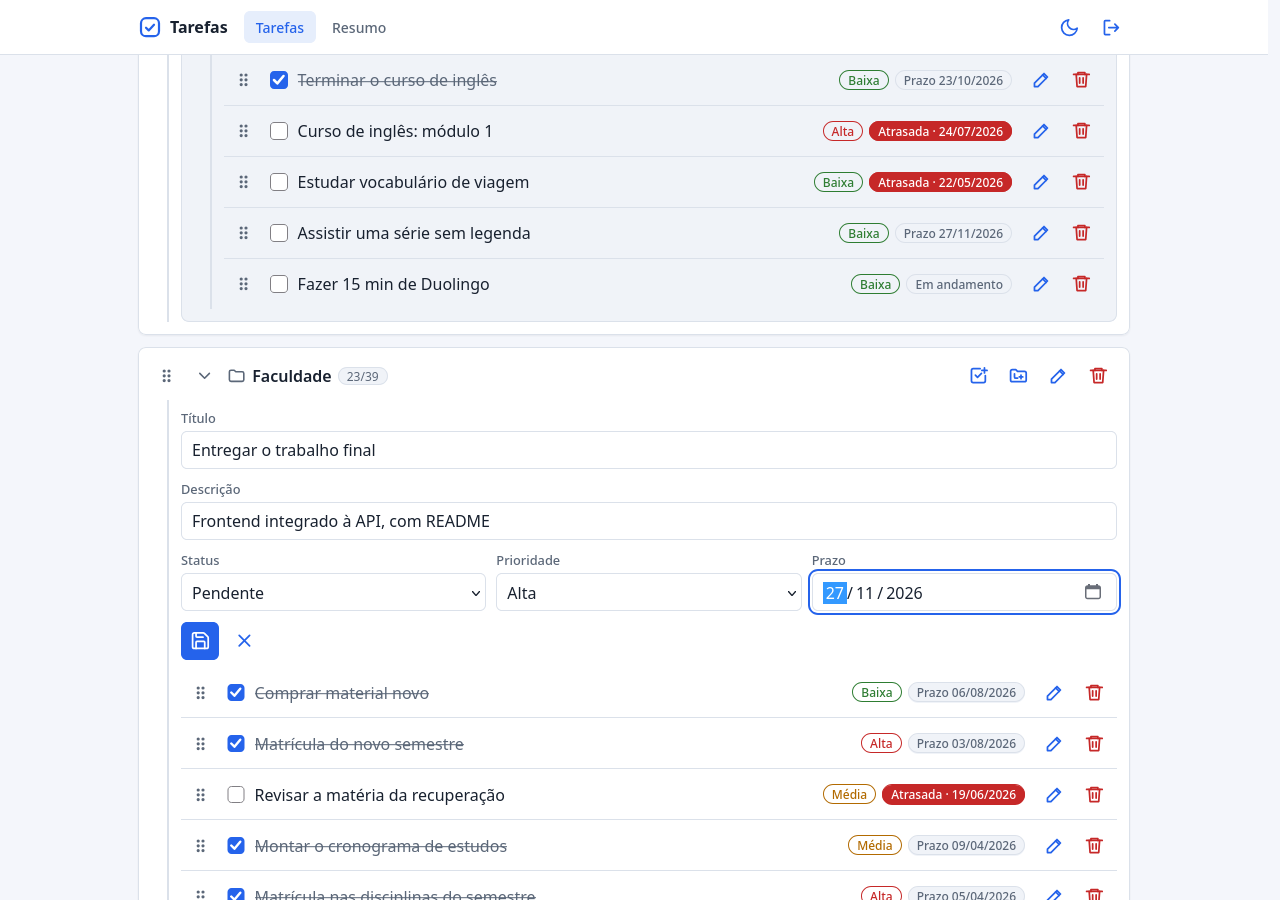 Tarefas Tarefas Resumo
Terminar o curso de inglês Baixa Prazo 23/10/2026
Curso de inglês: módulo 1 Alta Atrasada · 24/07/2026
Estudar vocabulário de viagem Baixa Atrasada · 22/05/2026
Assistir uma série sem legenda Baixa Prazo 27/11/2026
Fazer 15 min de Duolingo Baixa Em andamento
Faculdade 23/39
Título
Entregar o trabalho final
Descrição
Frontend integrado à API, com README
Status Prioridade Prazo
Pendente Alta 27/11/2026
Comprar material novo Baixa Prazo 06/08/2026
Matrícula do novo semestre Alta Prazo 03/08/2026
Revisar a matéria da recuperação Média Atrasada · 19/06/2026
Montar o cronograma de estudos Média Prazo 09/04/2026
Matrícula nas disciplinas do semestre Alta Prazo 05/04/2026